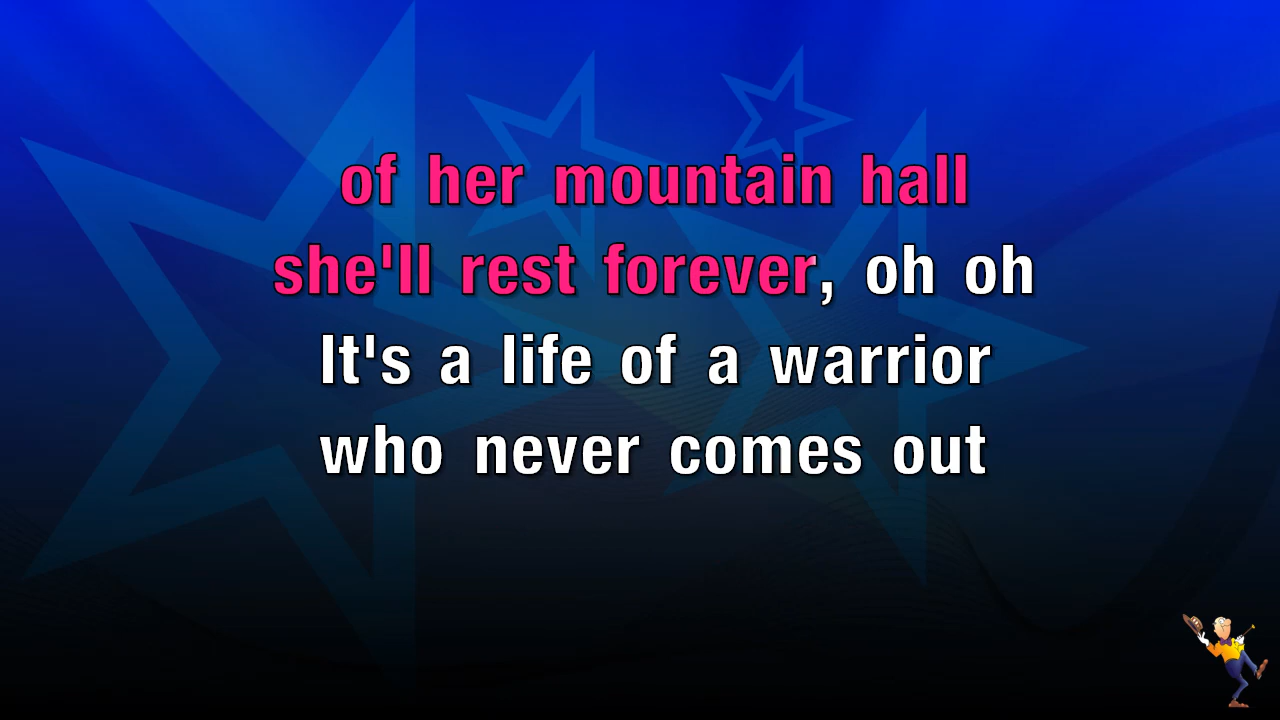 of her mountain hall
she'll rest forever, oh oh
It's a life of a warrior
who never comes out